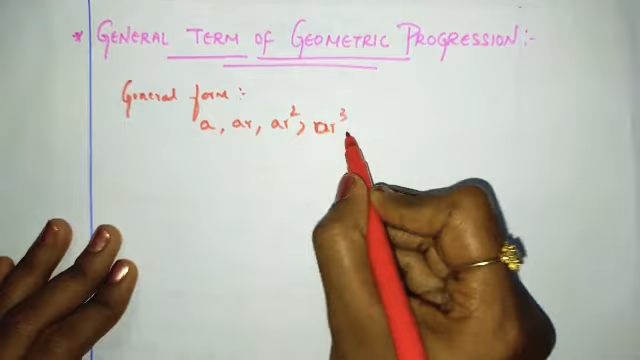 * GENERAL TERM OF GEOMETRIC PROGRESSION :-
General form :
a, ar, ar², ar³